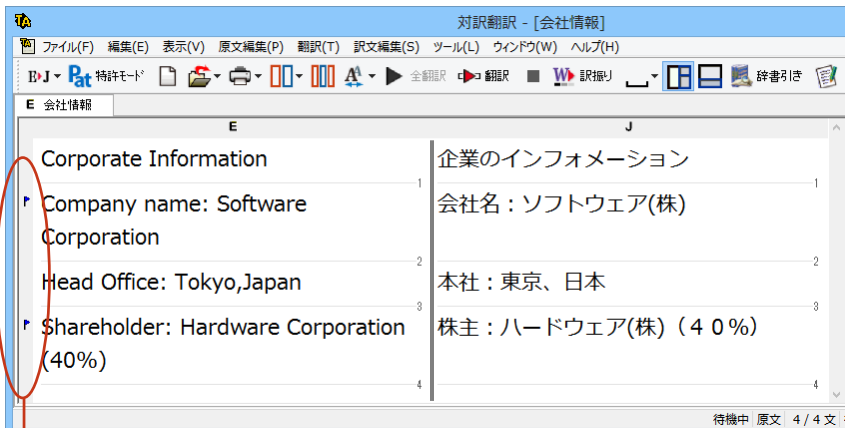 対訳翻訳 - [会社情報]
ファイル(F) 編集(E) 表示(V) 原文編集(P) 翻訳(T) 訳文編集(S) ツール(L) ウィンドウ(W) ヘルプ(H)
E▸J Pat 特許モード 全翻訳 翻訳 W 訳振り 辞書引き
E 会社情報
E J
Corporate Information 企業のインフォメーション
1 1
Company name: Software 会社名：ソフトウェア(株)
Corporation
2 2
Head Office: Tokyo,Japan 本社：東京、日本
3 3
Shareholder: Hardware Corporation 株主：ハードウェア(株)（４０％）
(40%)
4 4
待機中 原文 4 / 4 文